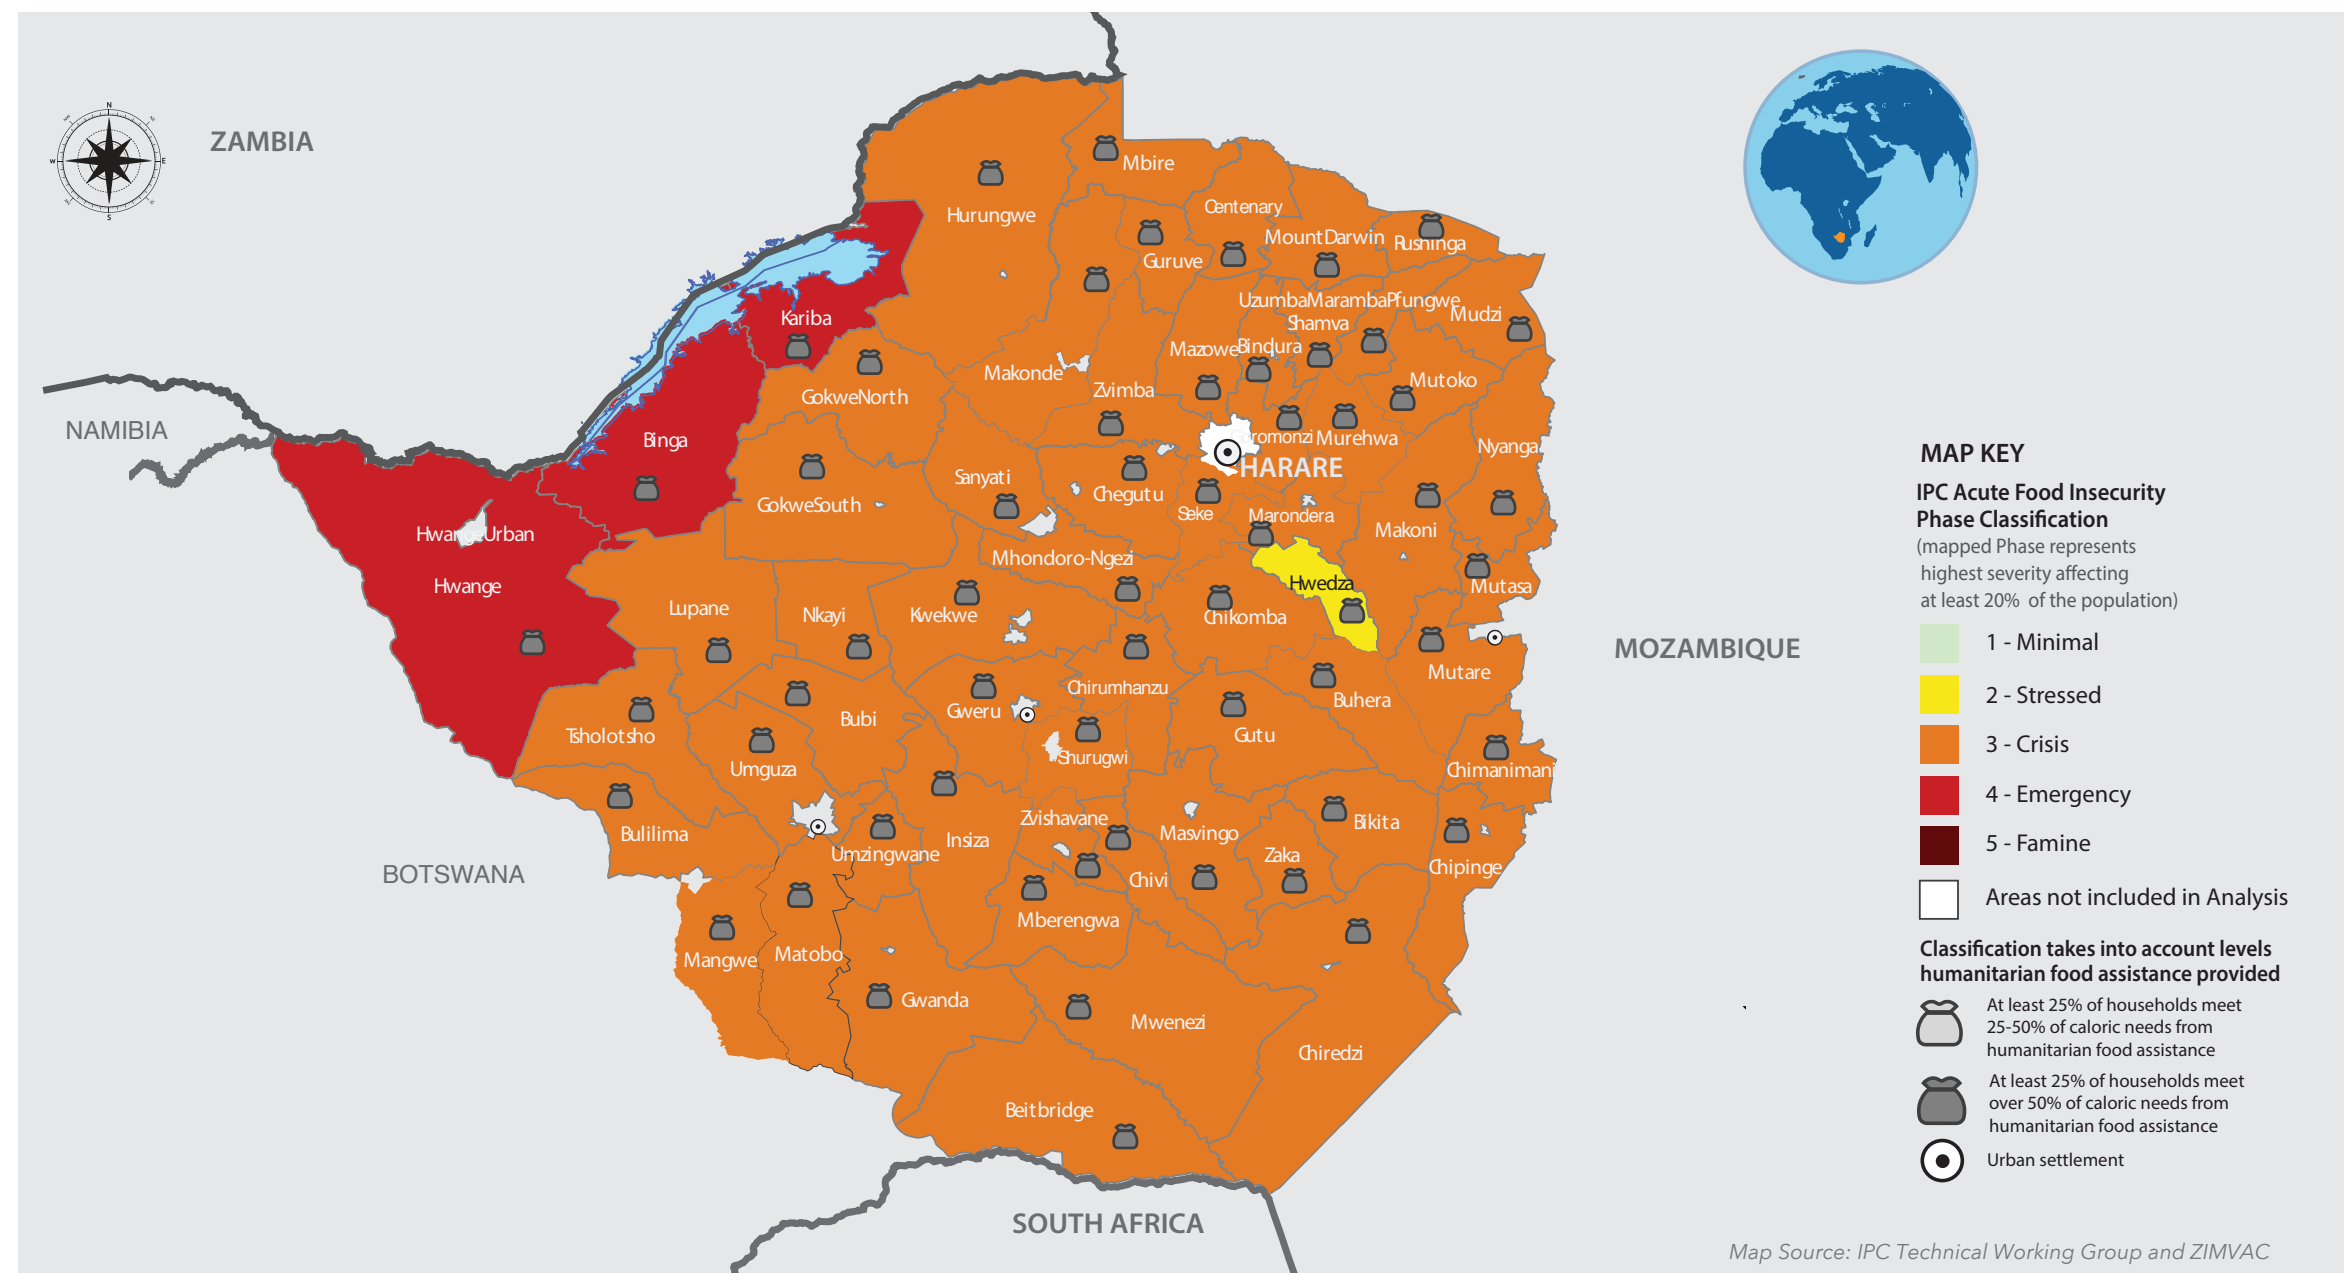 N
W
E
S
ZAMBIA
NAMIBIA
BOTSWANA
SOUTH AFRICA
MOZAMBIQUE
Mbire
Hurungwe
Centenary
MountDarwin
Rushinga
Guruve
UzumbaMarambaPfungwe
Mudzi
Shamva
Kariba
Mazowe
Bindura
Makonde
Mutoko
Zvimba
GokweNorth
Binga
Goromonzi
Murehwa
Nyanga
HARARE
Sanyati
Chegutu
GokweSouth
Seke
Marondera
Makoni
HwangeUrban
Mhondoro-Ngezi
Hwange
Hwedza
Mutasa
Lupane
Nkayi
Kwekwe
Chikomba
Mutare
Chirumhanzu
Buhera
Gweru
Bubi
Tsholotsho
Gutu
Shurugwi
Umguza
Chimanimani
Zvishavane
Masvingo
Bikita
Bulilima
Insiza
Umzingwane
Zaka
Chipinge
Chivi
Mberengwa
Mangwe
Matobo
Gwanda
Mwenezi
Chiredzi
Beitbridge
MAP KEY
IPC Acute Food Insecurity
Phase Classification
(mapped Phase represents
highest severity affecting
at least 20% of the population)
1 - Minimal
2 - Stressed
3 - Crisis
4 - Emergency
5 - Famine
Areas not included in Analysis
Classification takes into account levels
humanitarian food assistance provided
At least 25% of households meet
25-50% of caloric needs from
humanitarian food assistance
At least 25% of households meet
over 50% of caloric needs from
humanitarian food assistance
Urban settlement
Map Source: IPC Technical Working Group and ZIMVAC